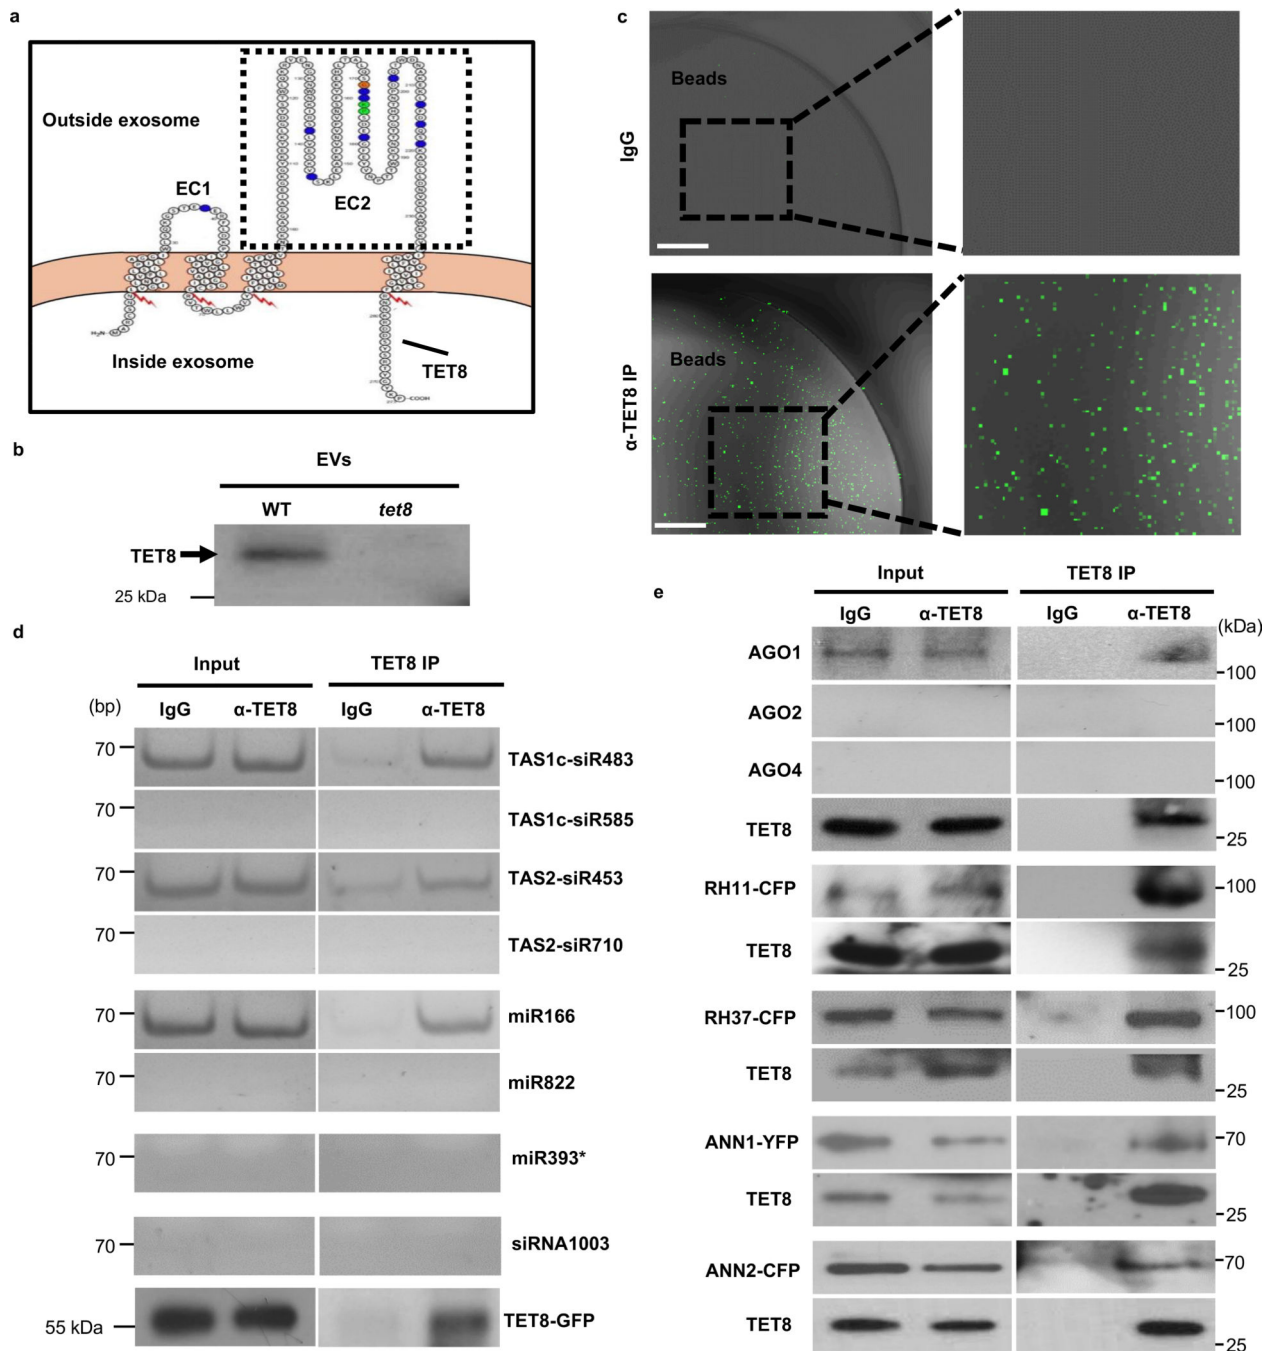 a
Outside exosome
EC1
EC2
H₂N
COOH
Inside exosome
TET8
b
EVs
WT tet8
TET8
25 kDa
c
IgG
Beads
α-TET8 IP
Beads
d
Input TET8 IP
(bp) IgG α-TET8 IgG α-TET8
70 TAS1c-siR483
70 TAS1c-siR585
70 TAS2-siR453
70 TAS2-siR710
70 miR166
70 miR822
70 miR393*
70 siRNA1003
55 kDa TET8-GFP
e
Input TET8 IP
IgG α-TET8 IgG α-TET8 (kDa)
AGO1 100
AGO2 100
AGO4 100
TET8 25
RH11-CFP 100
TET8 25
RH37-CFP 100
TET8 25
ANN1-YFP 70
TET8 25
ANN2-CFP 70
TET8 25